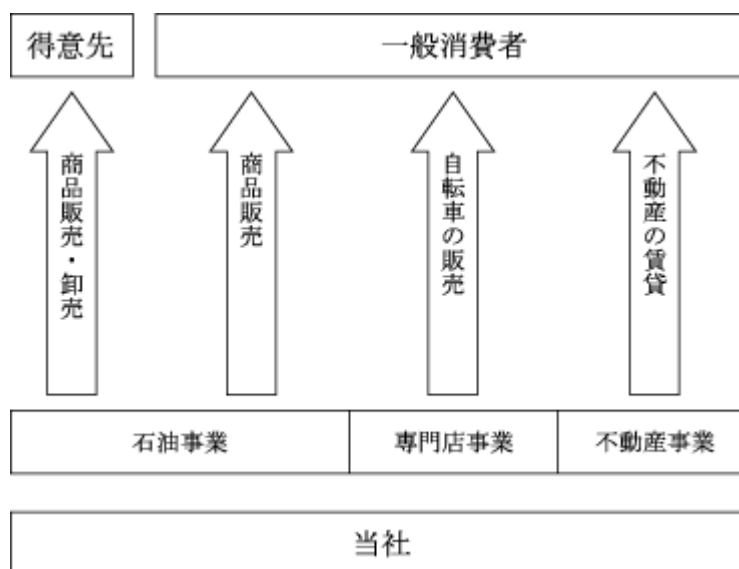 得意先
一般消費者
商品販売・卸売
商品販売
自転車の販売
不動産の賃貸
石油事業
専門店事業
不動産事業
当社